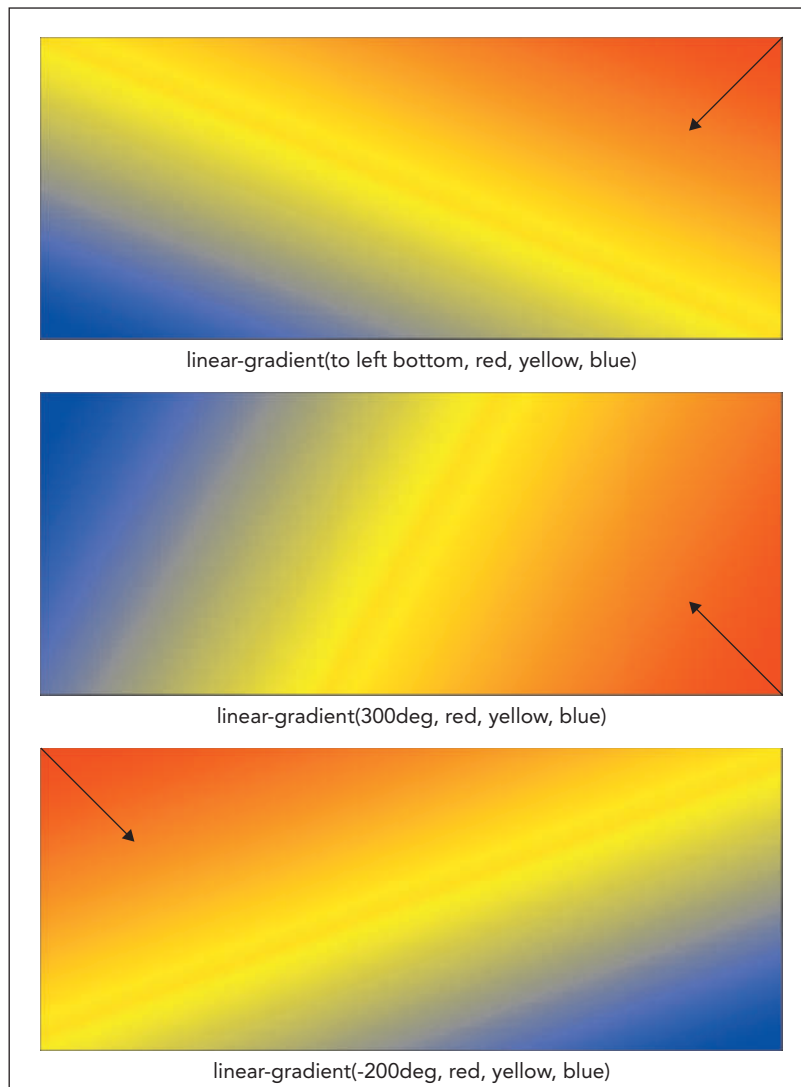 linear-gradient(to left bottom, red, yellow, blue)
linear-gradient(300deg, red, yellow, blue)
linear-gradient(-200deg, red, yellow, blue)